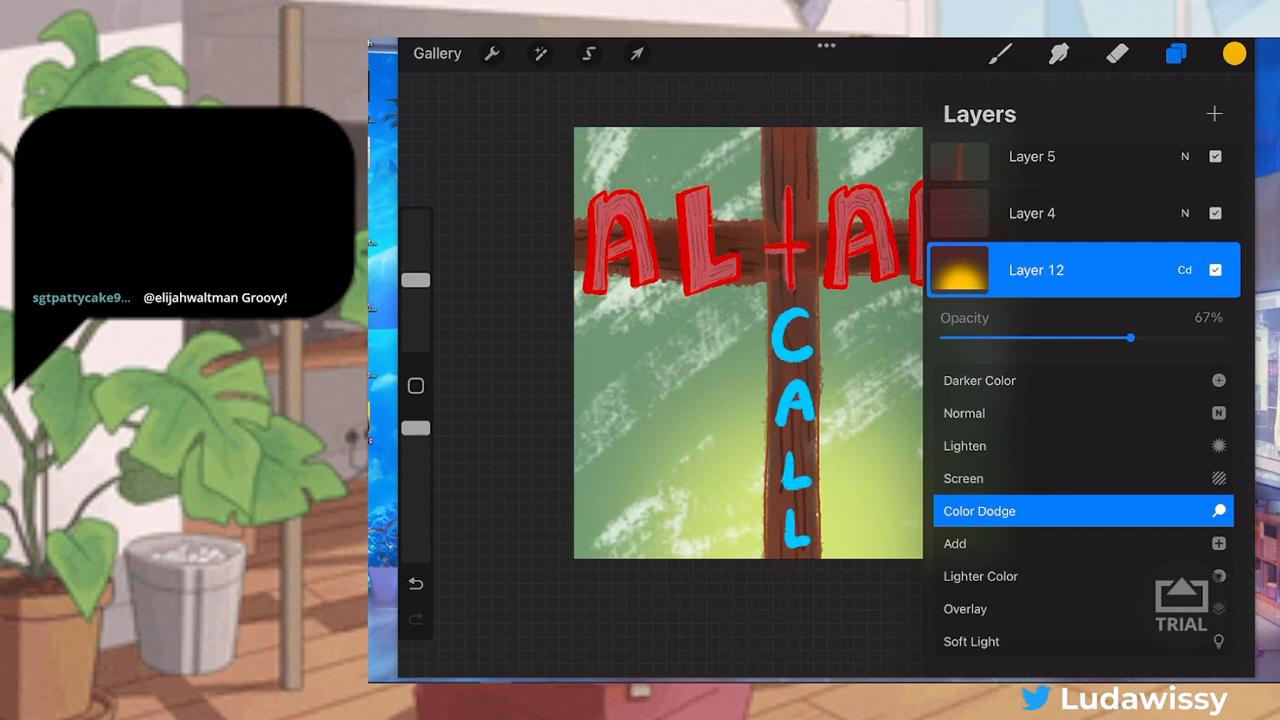 Gallery
Layers
Layer 5 N
Layer 4 N
Layer 12 Cd
Opacity 67%
Darker Color
Normal N
Lighten
Screen
Color Dodge
Add
Lighter Color
Overlay
Soft Light
TRIAL
AL+A
CALL
sgtpattycake9... @elijahwaltman Groovy!
Ludawissy